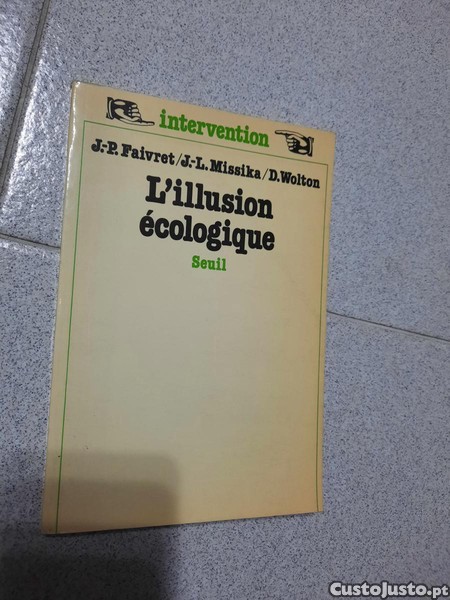 intervention
J.-P. Faivret/J.-L. Missika/D. Wolton
L'illusion
écologique
Seuil
CustoJusto.pt